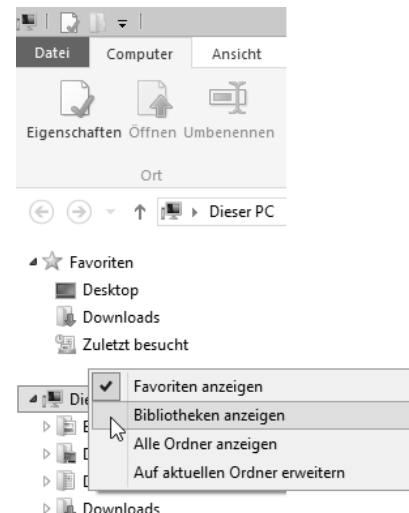 Datei Computer Ansicht
Eigenschaften Öffnen Umbenennen
Ort
Dieser PC
Favoriten
Desktop
Downloads
Zuletzt besucht
Favoriten anzeigen
Bibliotheken anzeigen
Alle Ordner anzeigen
Auf aktuellen Ordner erweitern
Downloads